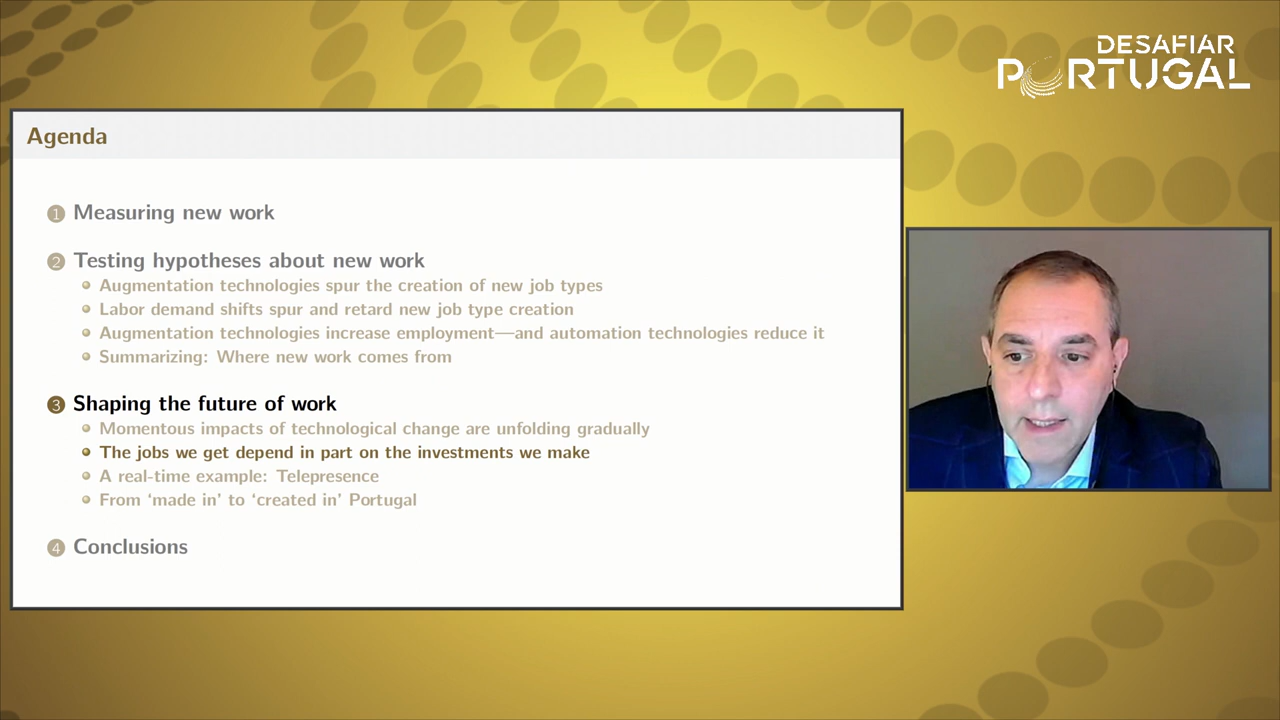 DESAFIAR
PORTUGAL
Agenda
1 Measuring new work
2 Testing hypotheses about new work
Augmentation technologies spur the creation of new job types
Labor demand shifts spur and retard new job type creation
Augmentation technologies increase employment—and automation technologies reduce it
Summarizing: Where new work comes from
3 Shaping the future of work
Momentous impacts of technological change are unfolding gradually
The jobs we get depend in part on the investments we make
A real-time example: Telepresence
From ‘made in’ to ‘created in’ Portugal
4 Conclusions